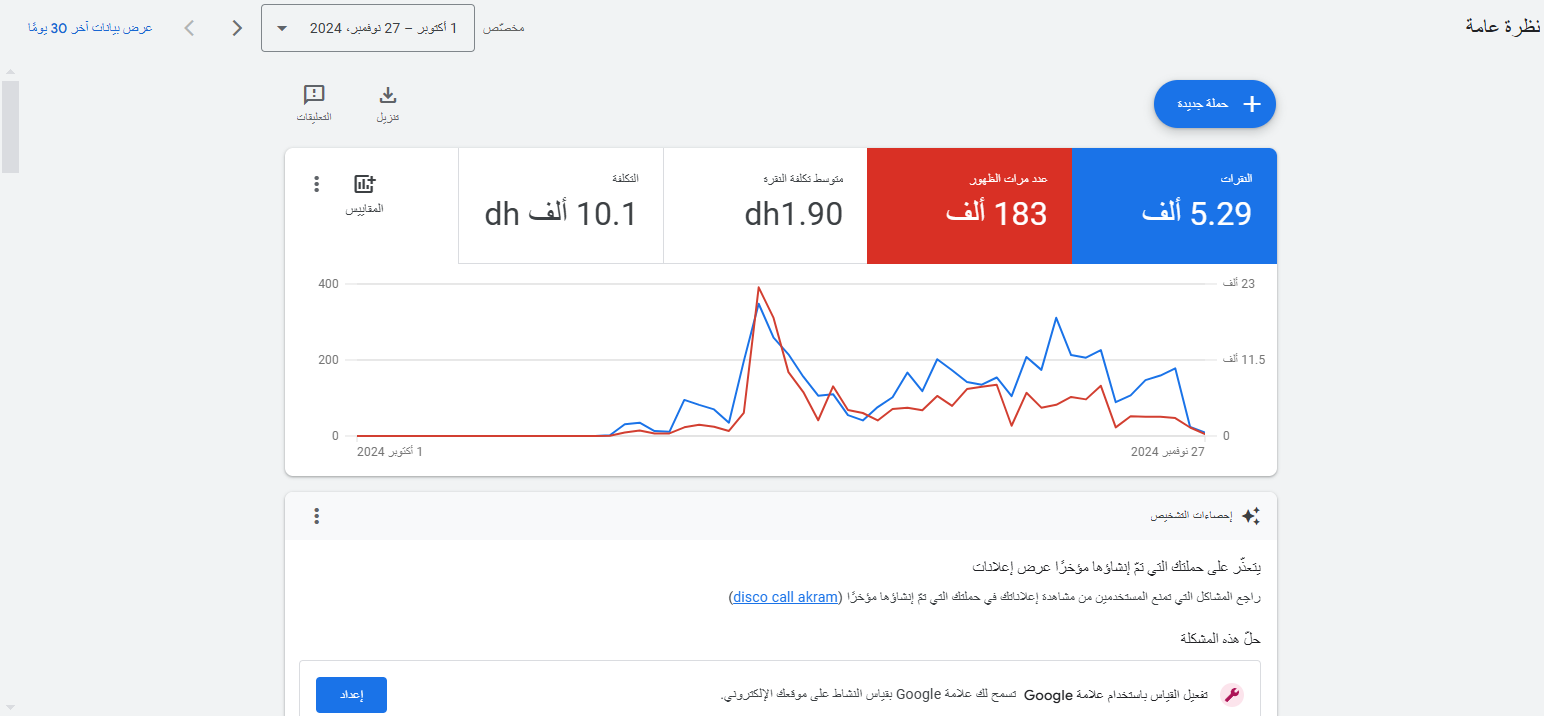 نظرة عامة
مخصّص
1 أكتوبر – 27 نوفمبر، 2024
عرض بيانات آخر 30 يومًا
حملة جديدة
تنزيل
التعليقات
النقرات
5.29 ألف
عدد مرات الظهور
183 ألف
متوسط تكلفة النقرة
dh1.90
التكلفة
10.1 ألف dh
المقاييس
23 ألف
400
11.5 ألف
200
0
0
1 أكتوبر 2024
27 نوفمبر 2024
إحصاءات التشخيص
يتعذّر على حملتك التي تمّ إنشاؤها مؤخرًا عرض إعلانات
راجع المشاكل التي تمنع المستخدمين من مشاهدة إعلاناتك في حملتك التي تمّ إنشاؤها مؤخرًا (disco call akram)
حلّ هذه المشكلة
تفعيل القياس باستخدام علامة Google تسمح لك علامة Google بقياس النشاط على موقعك الإلكتروني.
إعداد